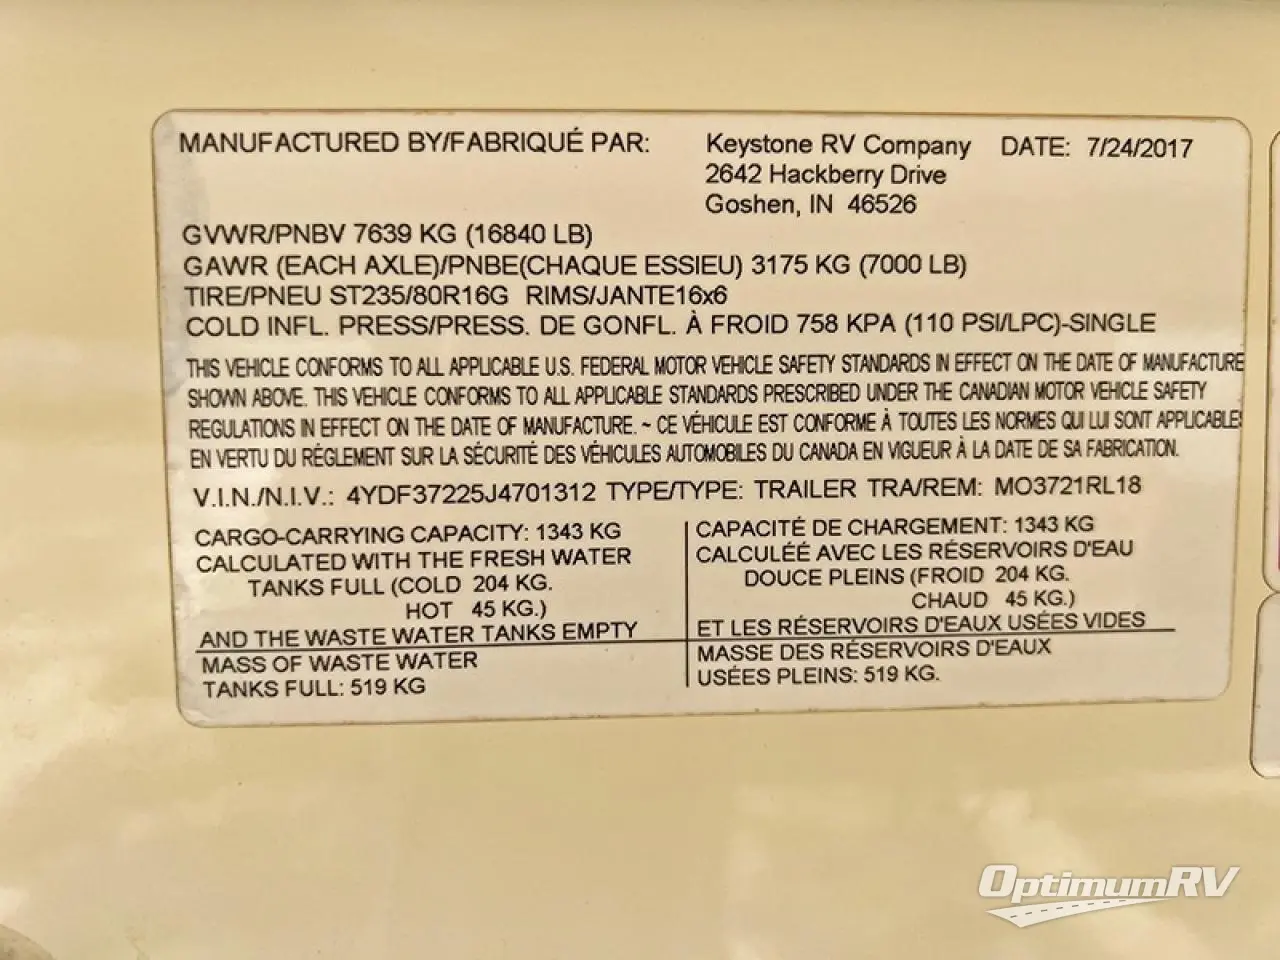 MANUFACTURED BY/FABRIQUÉ PAR: Keystone RV Company DATE: 7/24/2017
2642 Hackberry Drive
Goshen, IN 46526
GVWR/PNBV 7639 KG (16840 LB)
GAWR (EACH AXLE)/PNBE(CHAQUE ESSIEU) 3175 KG (7000 LB)
TIRE/PNEU ST235/80R16G RIMS/JANTE16x6
COLD INFL. PRESS/PRESS. DE GONFL. À FROID 758 KPA (110 PSI/LPC)-SINGLE
THIS VEHICLE CONFORMS TO ALL APPLICABLE U.S. FEDERAL MOTOR VEHICLE SAFETY STANDARDS IN EFFECT ON THE DATE OF MANUFACTURE
SHOWN ABOVE. THIS VEHICLE CONFORMS TO ALL APPLICABLE STANDARDS PRESCRIBED UNDER THE CANADIAN MOTOR VEHICLE SAFETY
REGULATIONS IN EFFECT ON THE DATE OF MANUFACTURE. ~ CE VÉHICULE EST CONFORME À TOUTES LES NORMES QUI LUI SONT APPLICABLES
EN VERTU DU RÉGLEMENT SUR LA SÉCURITÉ DES VÉHICULES AUTOMOBILES DU CANADA EN VIGUEUR À LA DATE DE SA FABRICATION.
V.I.N./N.I.V.: 4YDF37225J4701312 TYPE/TYPE: TRAILER TRA/REM: MO3721RL18
CARGO-CARRYING CAPACITY: 1343 KG
CALCULATED WITH THE FRESH WATER
TANKS FULL (COLD 204 KG.
HOT 45 KG.)
AND THE WASTE WATER TANKS EMPTY
MASS OF WASTE WATER
TANKS FULL: 519 KG
CAPACITÉ DE CHARGEMENT: 1343 KG
CALCULÉE AVEC LES RÉSERVOIRS D'EAU
DOUCE PLEINS (FROID 204 KG.
CHAUD 45 KG.)
ET LES RÉSERVOIRS D'EAUX USÉES VIDES
MASSE DES RÉSERVOIRS D'EAUX
USÉES PLEINS: 519 KG.
OptimumRV